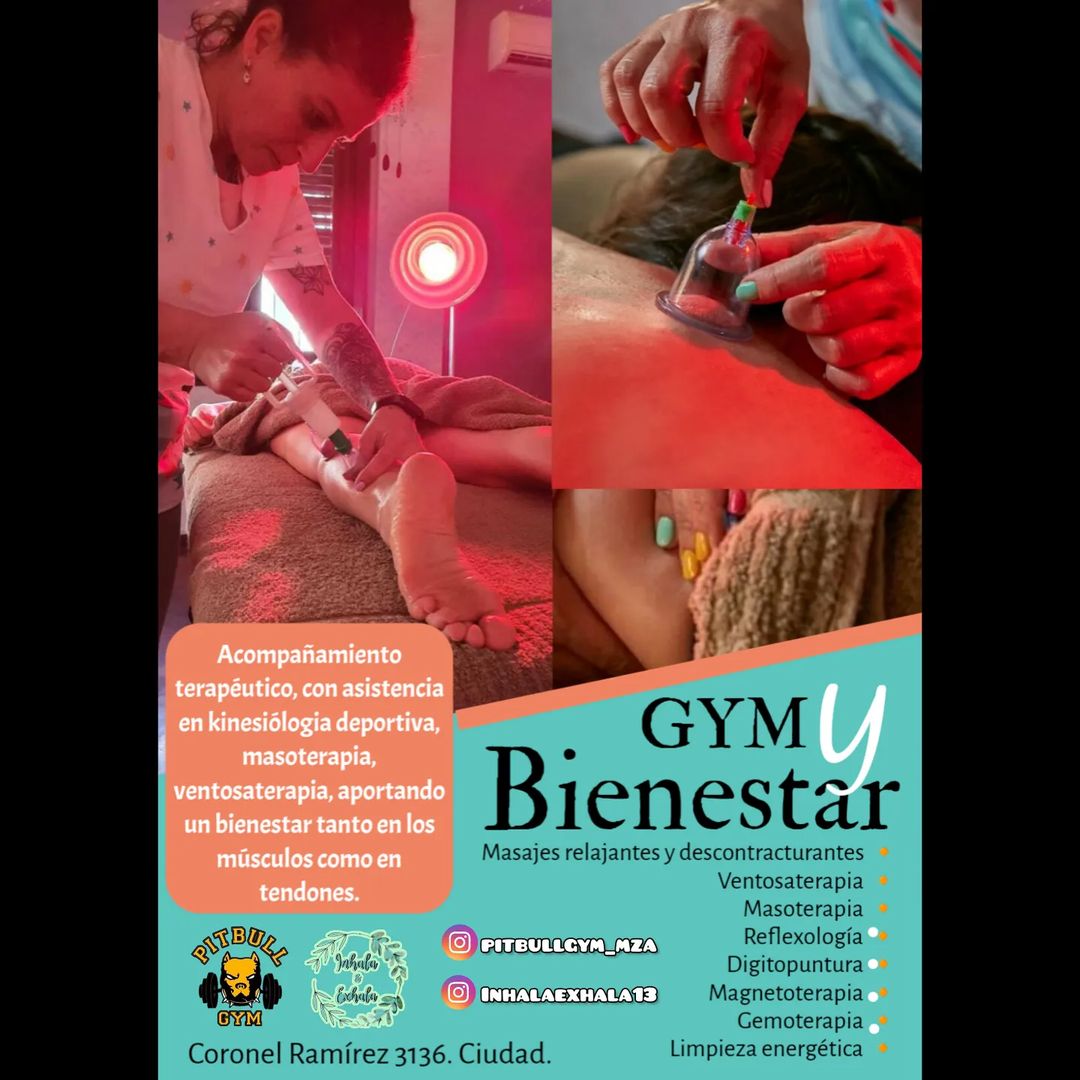 Acompañamiento
terapéutico, con asistencia
en kinesiólogia deportiva,
masoterapia,
ventosaterapia, aportando
un bienestar tanto en los
músculos como en
tendones.
GYM y
Bienestar
Masajes relajantes y descontracturantes
Ventosaterapia
Masoterapia
Reflexología
Digitopuntura
Magnetoterapia
Gemoterapia
Limpieza energética
PITBULL
GYM
Inhala
&
Exhala
PITBULLGYM_MZA
INHALAEXHALA13
Coronel Ramírez 3136. Ciudad.